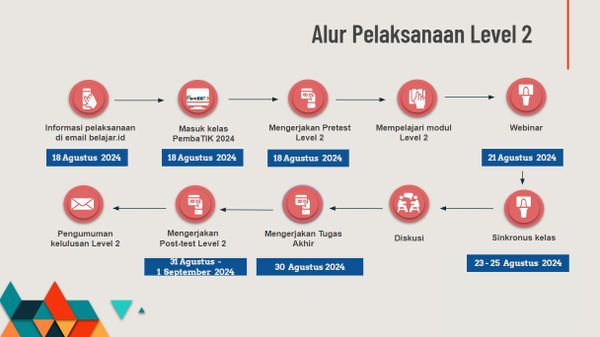 Alur Pelaksanaan Level 2
Informasi pelaksanaan
di email belajar.id
18 Agustus 2024
Masuk kelas
PembaTIK 2024
18 Agustus 2024
Mengerjakan Pretest
Level 2
18 Agustus 2024
Mempelajari modul
Level 2
Webinar
21 Agustus 2024
Sinkronus kelas
23 - 25 Agustus 2024
Diskusi
Mengerjakan Tugas
Akhir
30 Agustus 2024
Mengerjakan
Post-test Level 2
31 Agustus -
1 September 2024
Pengumuman
kelulusan Level 2